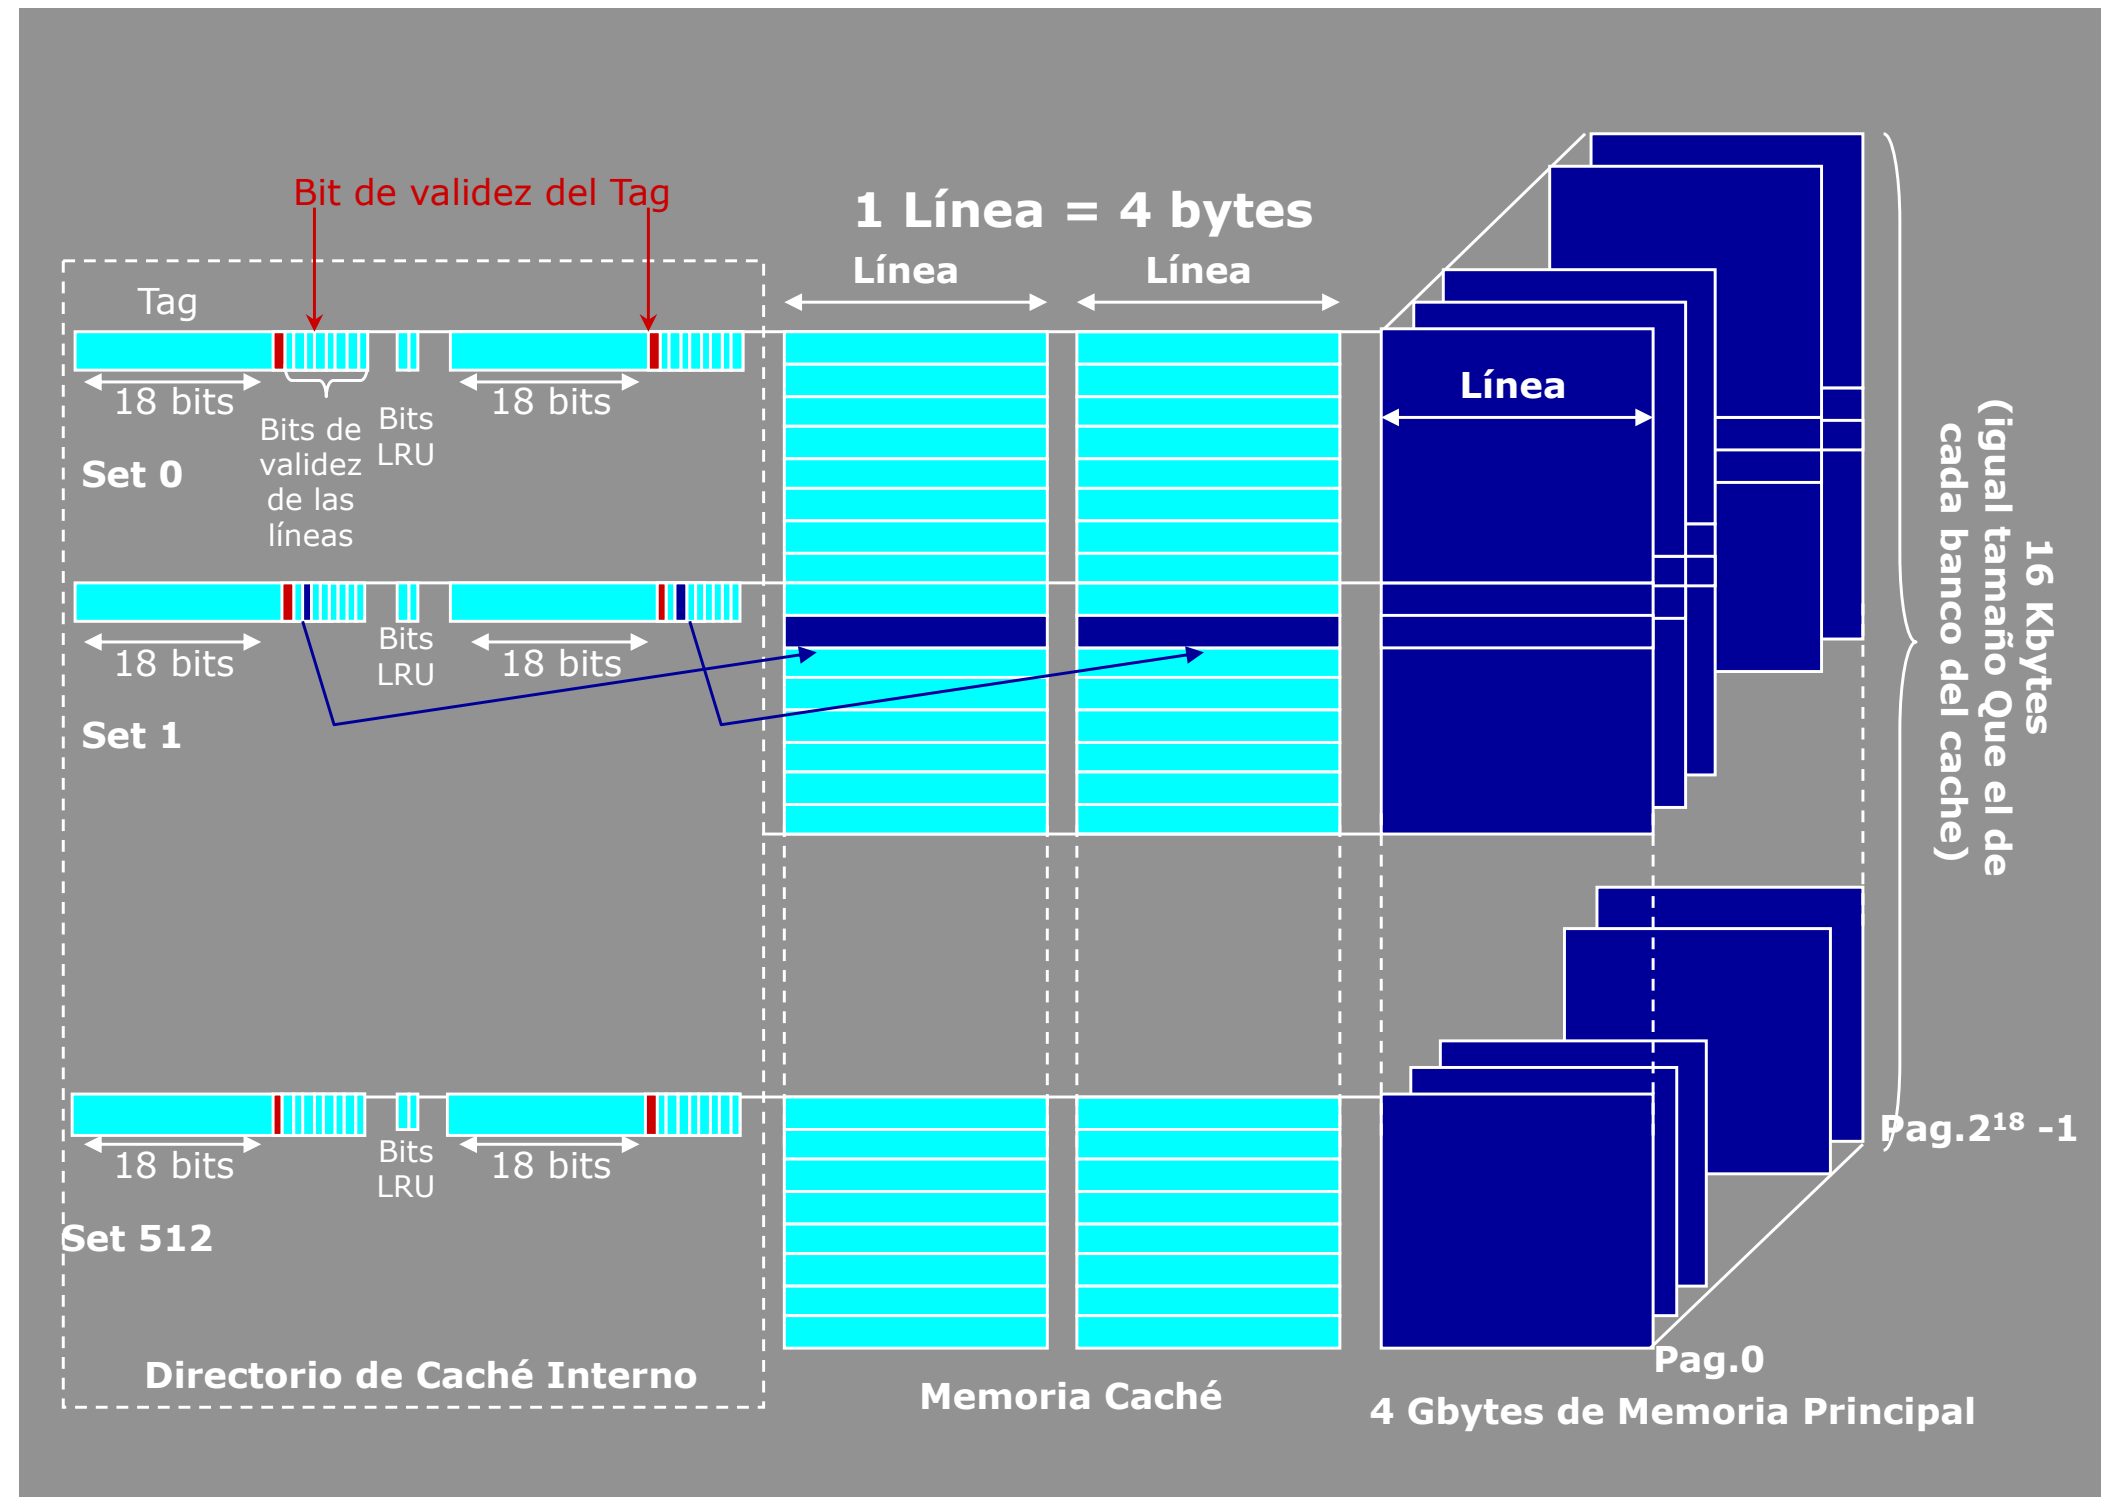 Bit de validez del Tag
1 Línea = 4 bytes
Línea
Línea
Tag
18 bits
Bits de
validez
de las
líneas
Bits
LRU
18 bits
Línea
Set 0
18 bits
Bits
LRU
18 bits
Set 1
16 Kbytes
(igual tamaño Que el de
cada banco del cache)
18 bits
Bits
LRU
18 bits
Set 512
Pag.2¹⁸ -1
Pag.0
Directorio de Caché Interno
Memoria Caché
4 Gbytes de Memoria Principal